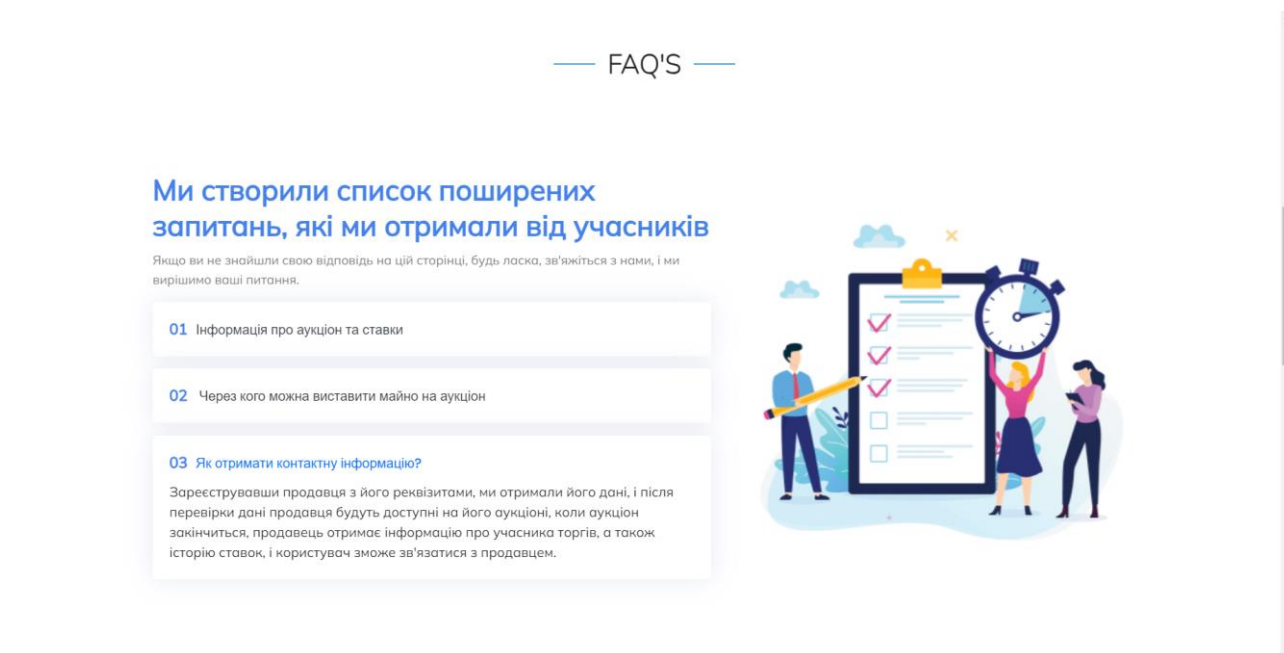 FAQ'S
Ми створили список поширених
запитань, які ми отримали від учасників
Якщо ви не знайшли свою відповідь на цій сторінці, будь ласка, зв'яжіться з нами, і ми
вирішимо ваші питання.
01 Інформація про аукціон та ставки
02 Через кого можна виставити майно на аукціон
03 Як отримати контактну інформацію?
Зареєструвавши продавця з його реквізитами, ми отримали його дані, і після
перевірки дані продавця будуть доступні на його аукціоні, коли аукціон
закінчиться, продавець отримає інформацію про учасника торгів, а також
історію ставок, і користувач зможе зв'язатися з продавцем.